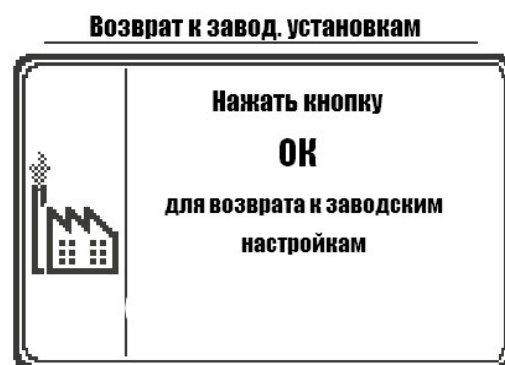 Возврат к завод. установкам
Нажать кнопку
ОК
для возврата к заводским
настройкам